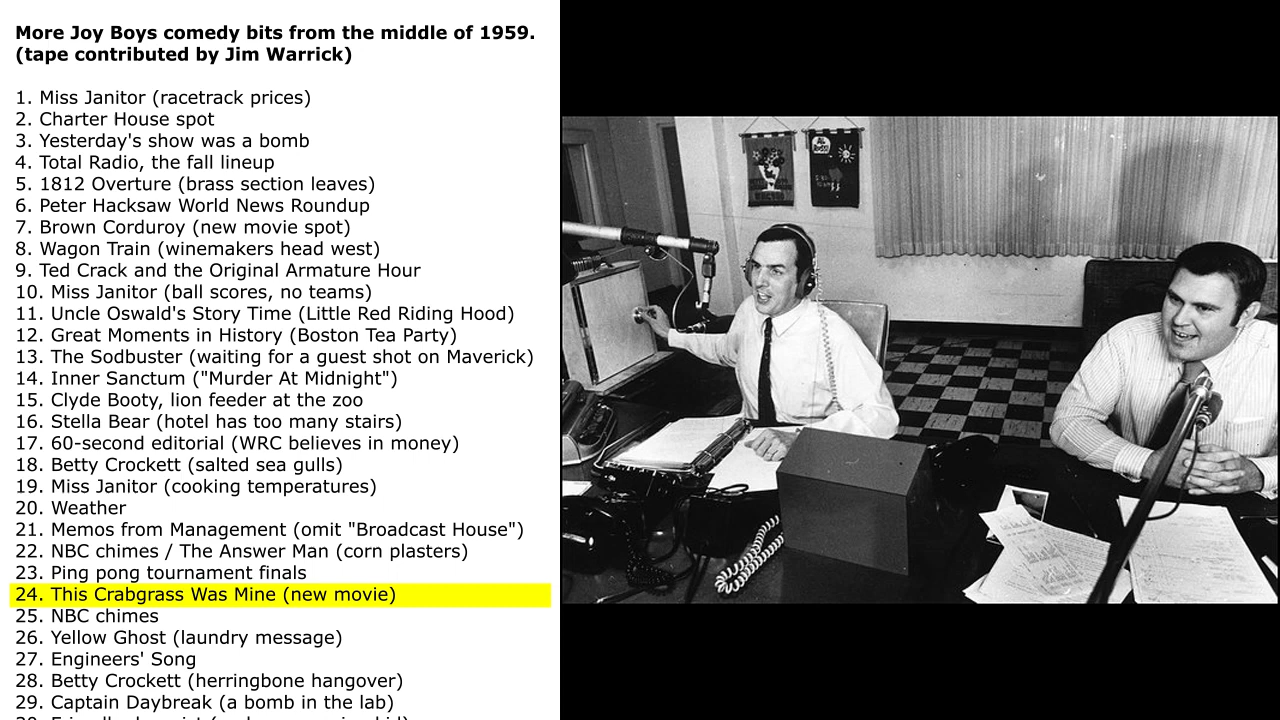 More Joy Boys comedy bits from the middle of 1959.
(tape contributed by Jim Warrick)
1. Miss Janitor (racetrack prices)
2. Charter House spot
3. Yesterday's show was a bomb
4. Total Radio, the fall lineup
5. 1812 Overture (brass section leaves)
6. Peter Hacksaw World News Roundup
7. Brown Corduroy (new movie spot)
8. Wagon Train (winemakers head west)
9. Ted Crack and the Original Armature Hour
10. Miss Janitor (ball scores, no teams)
11. Uncle Oswald's Story Time (Little Red Riding Hood)
12. Great Moments in History (Boston Tea Party)
13. The Sodbuster (waiting for a guest shot on Maverick)
14. Inner Sanctum ("Murder At Midnight")
15. Clyde Booty, lion feeder at the zoo
16. Stella Bear (hotel has too many stairs)
17. 60-second editorial (WRC believes in money)
18. Betty Crockett (salted sea gulls)
19. Miss Janitor (cooking temperatures)
20. Weather
21. Memos from Management (omit "Broadcast House")
22. NBC chimes / The Answer Man (corn plasters)
23. Ping pong tournament finals
24. This Crabgrass Was Mine (new movie)
25. NBC chimes
26. Yellow Ghost (laundry message)
27. Engineers' Song
28. Betty Crockett (herringbone hangover)
29. Captain Daybreak (a bomb in the lab)